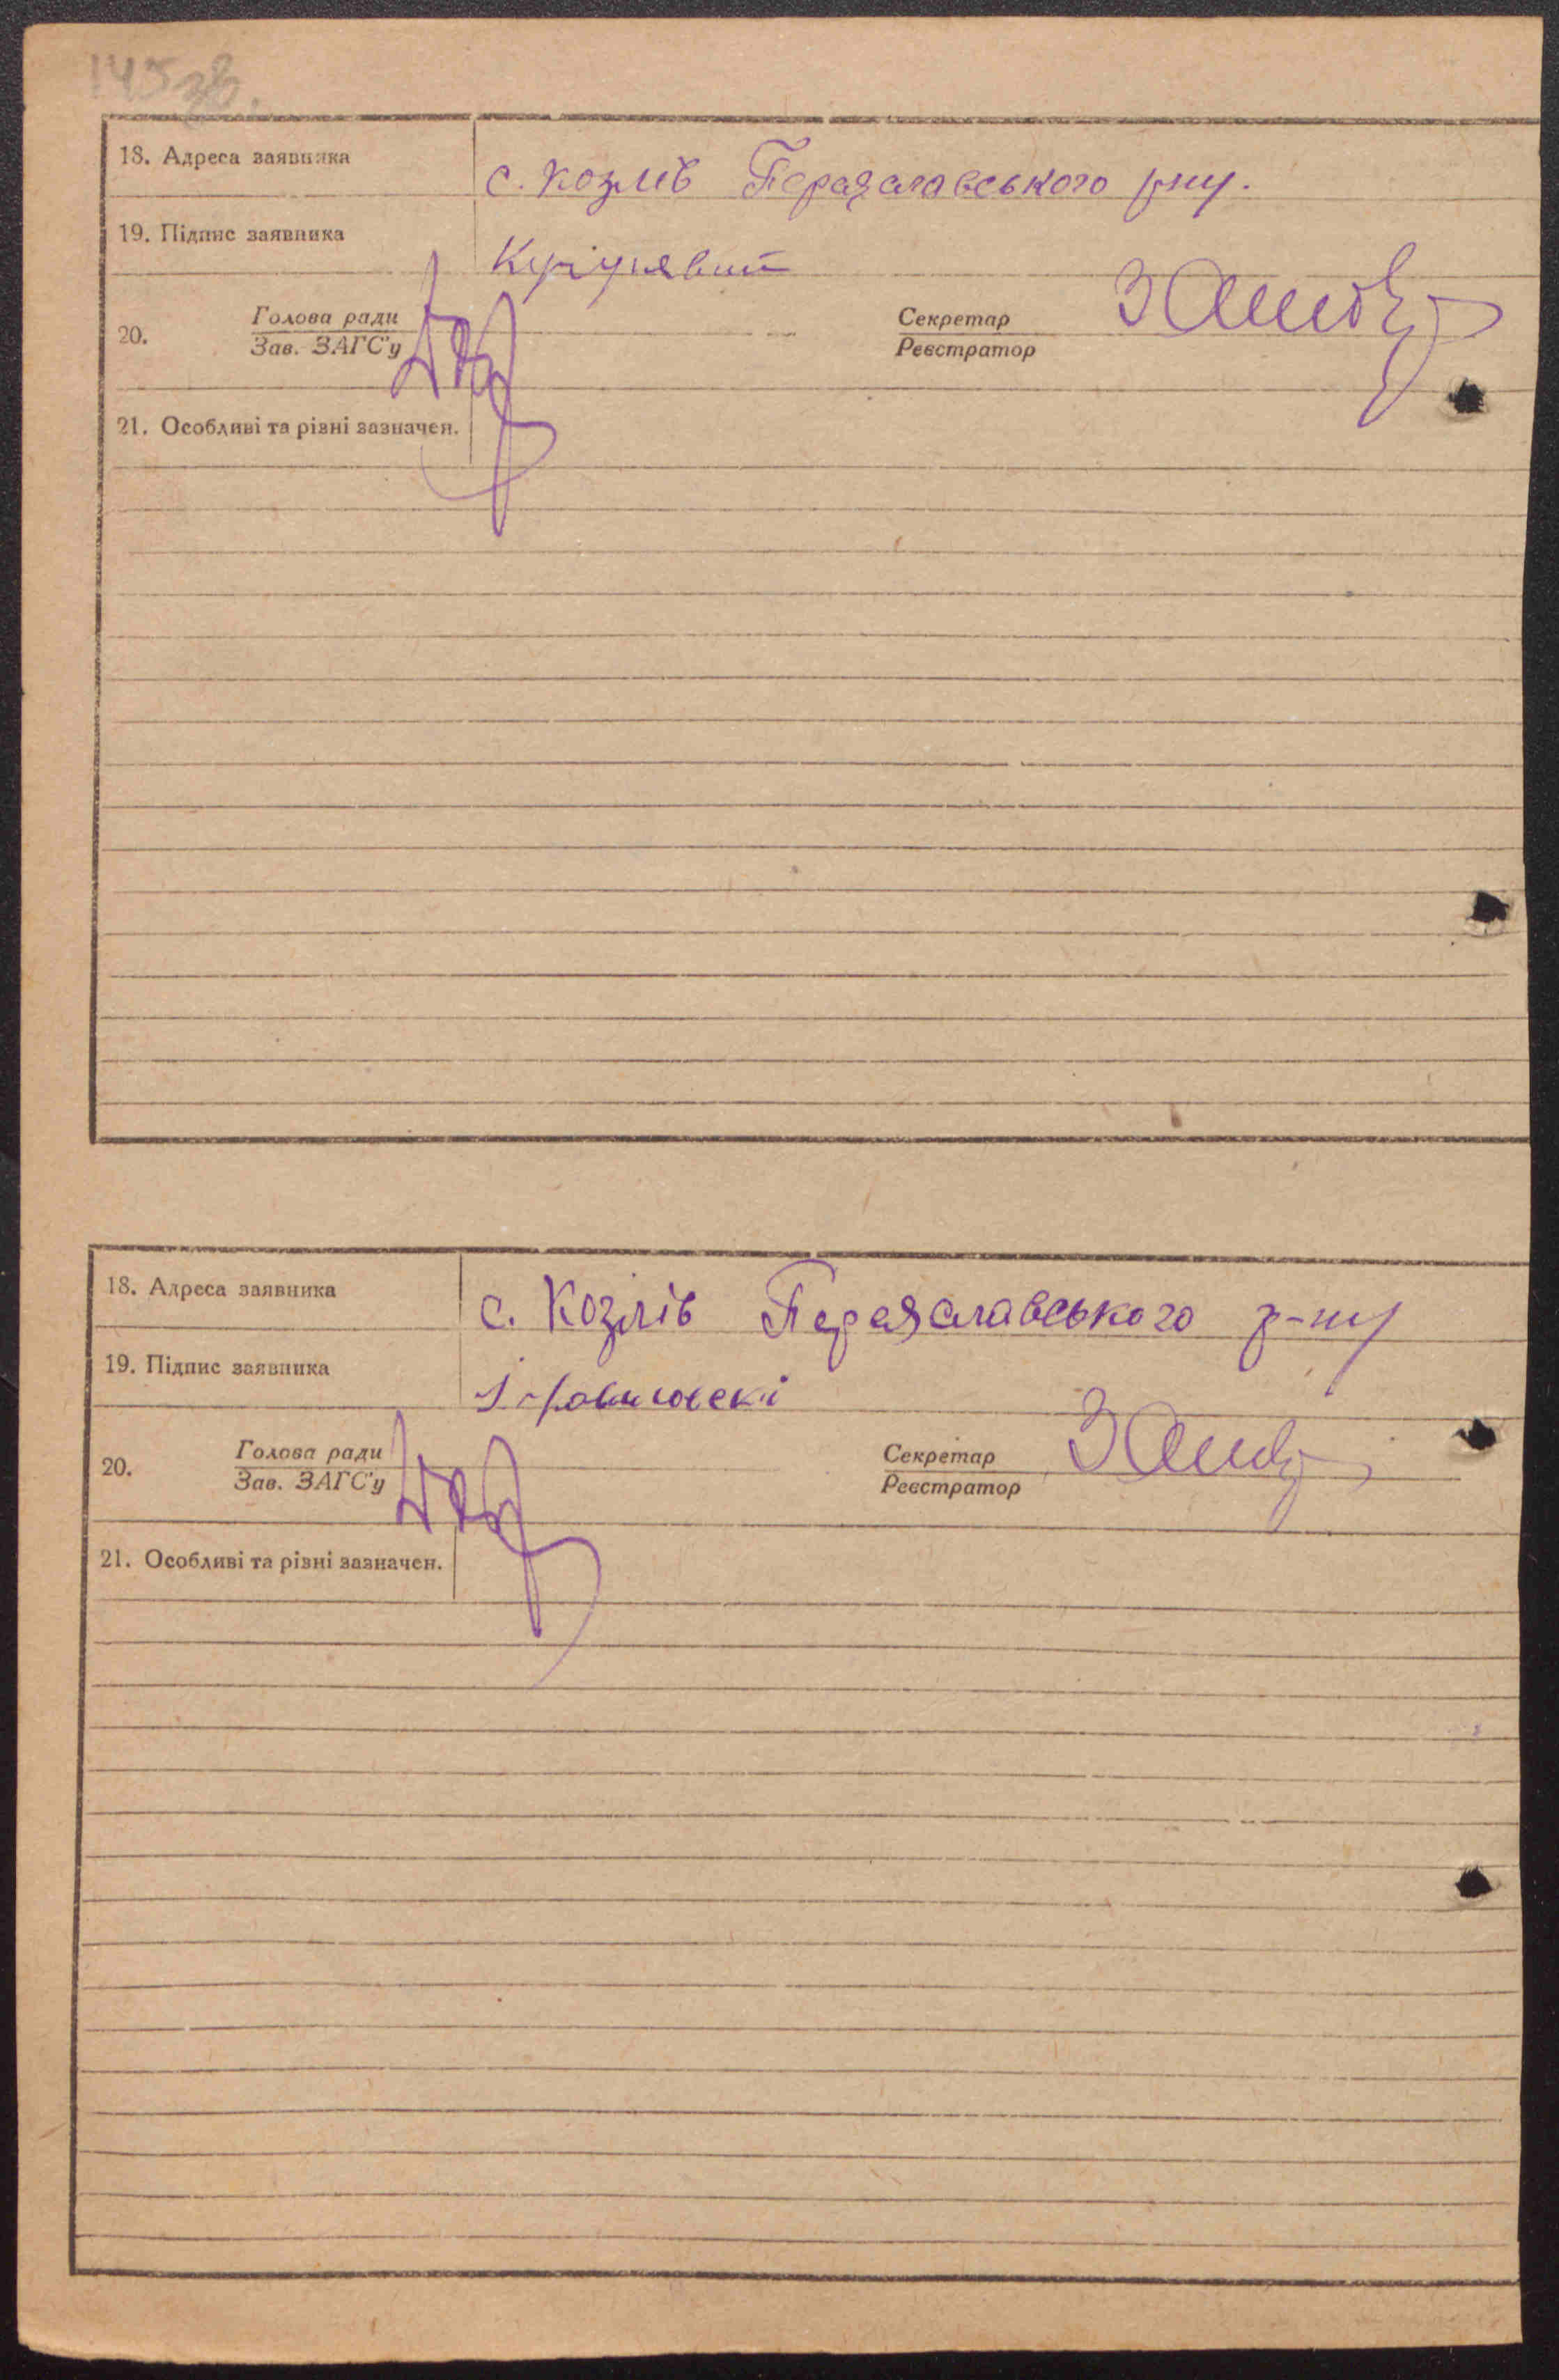 145 зв.
18. Адреса заявника с. Козлів Переяславського р-ну.
19. Підпис заявника
20. Голова ради Секретар
Зав. ЗАГС'у Реєстратор
21. Особливі та різні зазначен.
18. Адреса заявника с. Козлів Переяславського р-ну
19. Підпис заявника
20. Голова ради Секретар
Зав. ЗАГС'у Реєстратор
21. Особливі та різні зазначен.